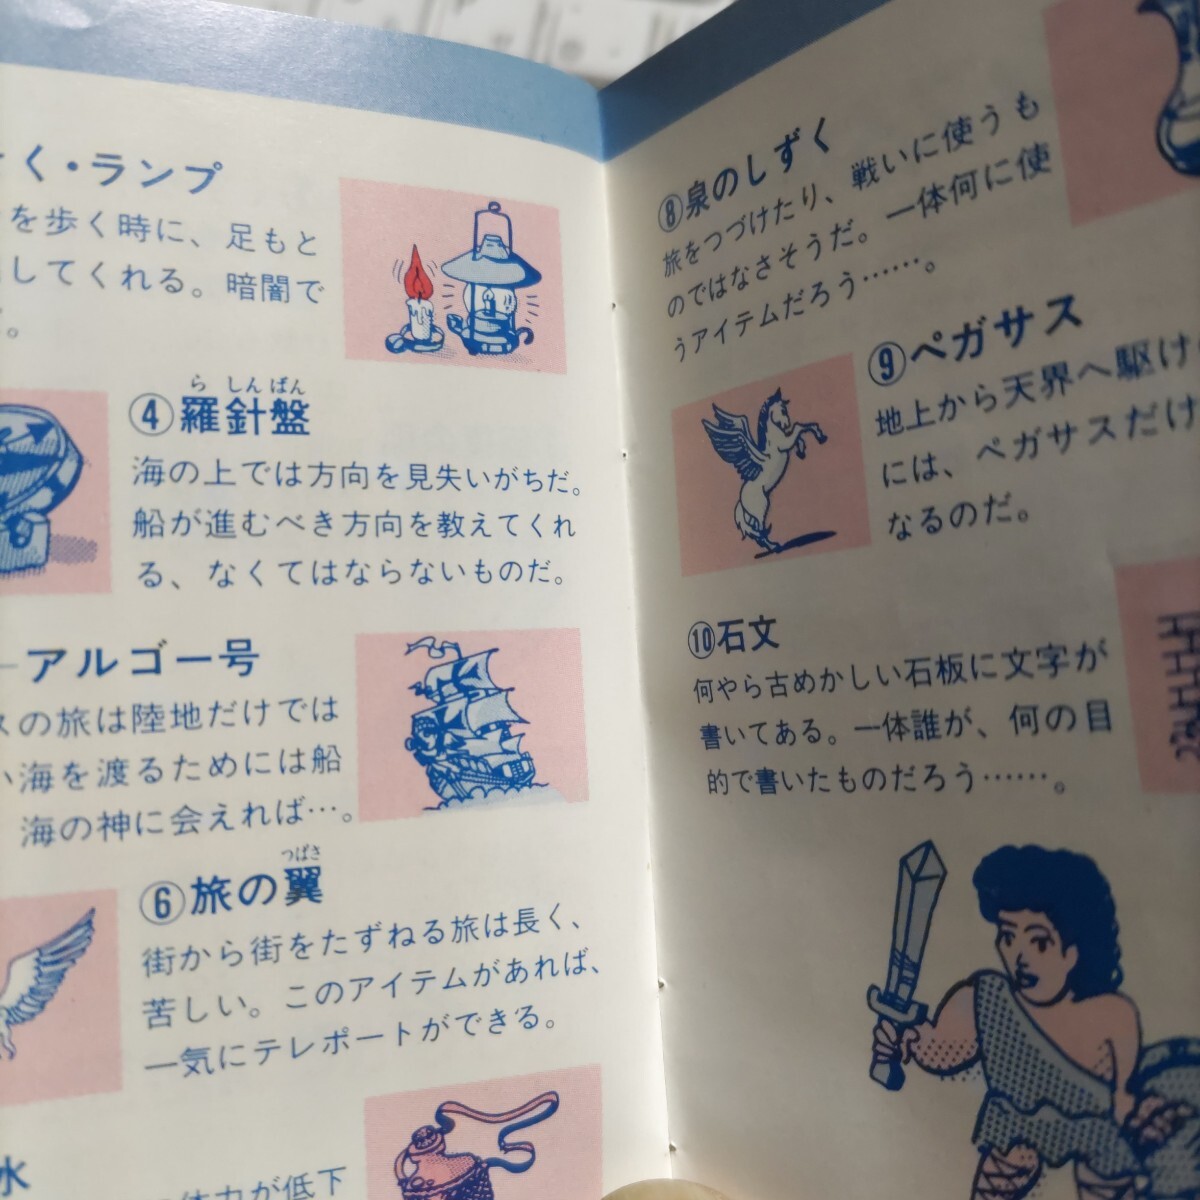 く・ランプ
を歩く時に、足もと
してくれる。暗闇で
。
④羅針盤
らしんばん
海の上では方向を見失いがちだ。
船が進むべき方向を教えてくれ
る、なくてはならないものだ。
アルゴー号
の旅は陸地だけでは
海を渡るためには船
海の神に会えれば…。
⑥旅の翼
つばさ
街から街をたずねる旅は長く、
苦しい。このアイテムがあれば、
一気にテレポートができる。
水
体力が低下
⑧泉のしずく
旅をつづけたり、戦いに使うも
のではなさそうだ。一体何に使
うアイテムだろう……。
⑨ペガサス
地上から天界へ駆け
には、ペガサスだけ
なるのだ。
⑩石文
何やら古めかしい石板に文字が
書いてある。一体誰が、何の目
的で書いたものだろう……。